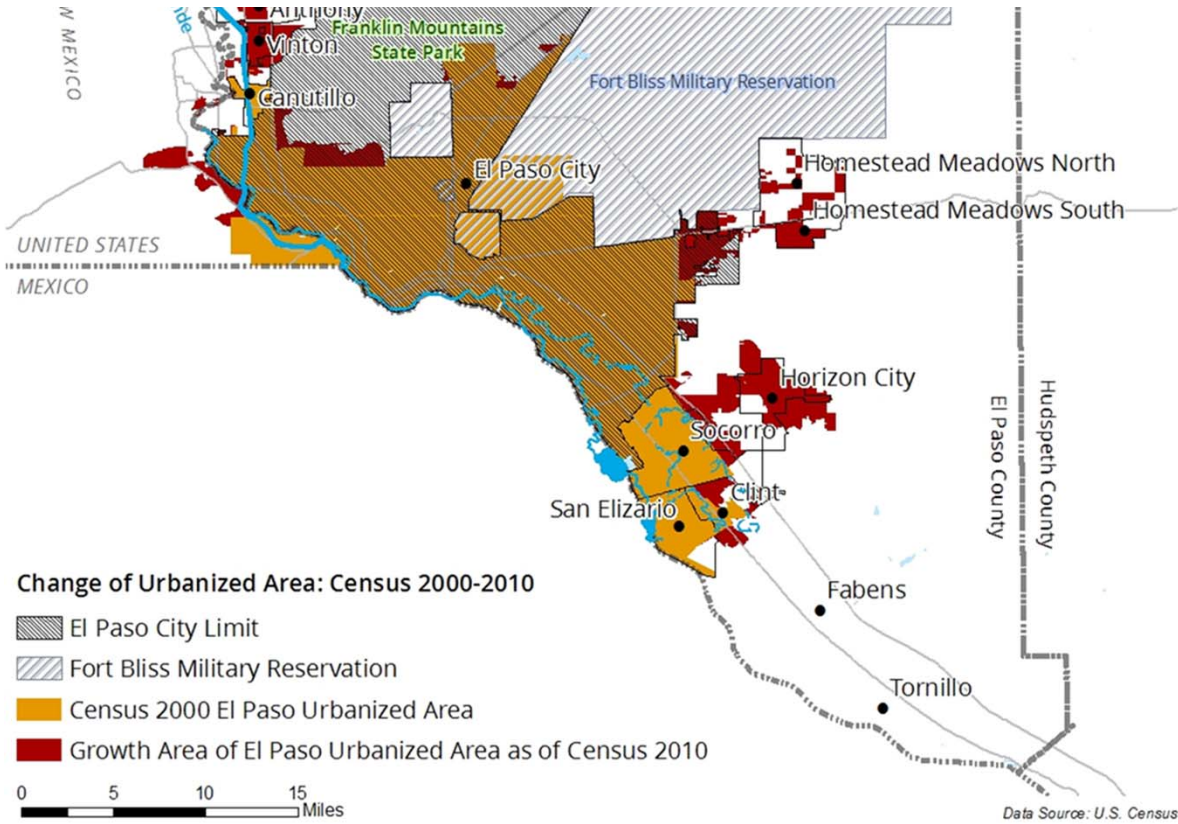 Anthony
Franklin Mountains
State Park
Vinton
Canutillo
Fort Bliss Military Reservation
El Paso City
Homestead Meadows North
Homestead Meadows South
UNITED STATES
MEXICO
Horizon City
Socorro
Clint
San Elizario
El Paso County
Hudspeth County
Fabens
Tornillo
Change of Urbanized Area: Census 2000-2010
El Paso City Limit
Fort Bliss Military Reservation
Census 2000 El Paso Urbanized Area
Growth Area of El Paso Urbanized Area as of Census 2010
0 5 10 15
Miles
Data Source: U.S. Census
W MEXICO